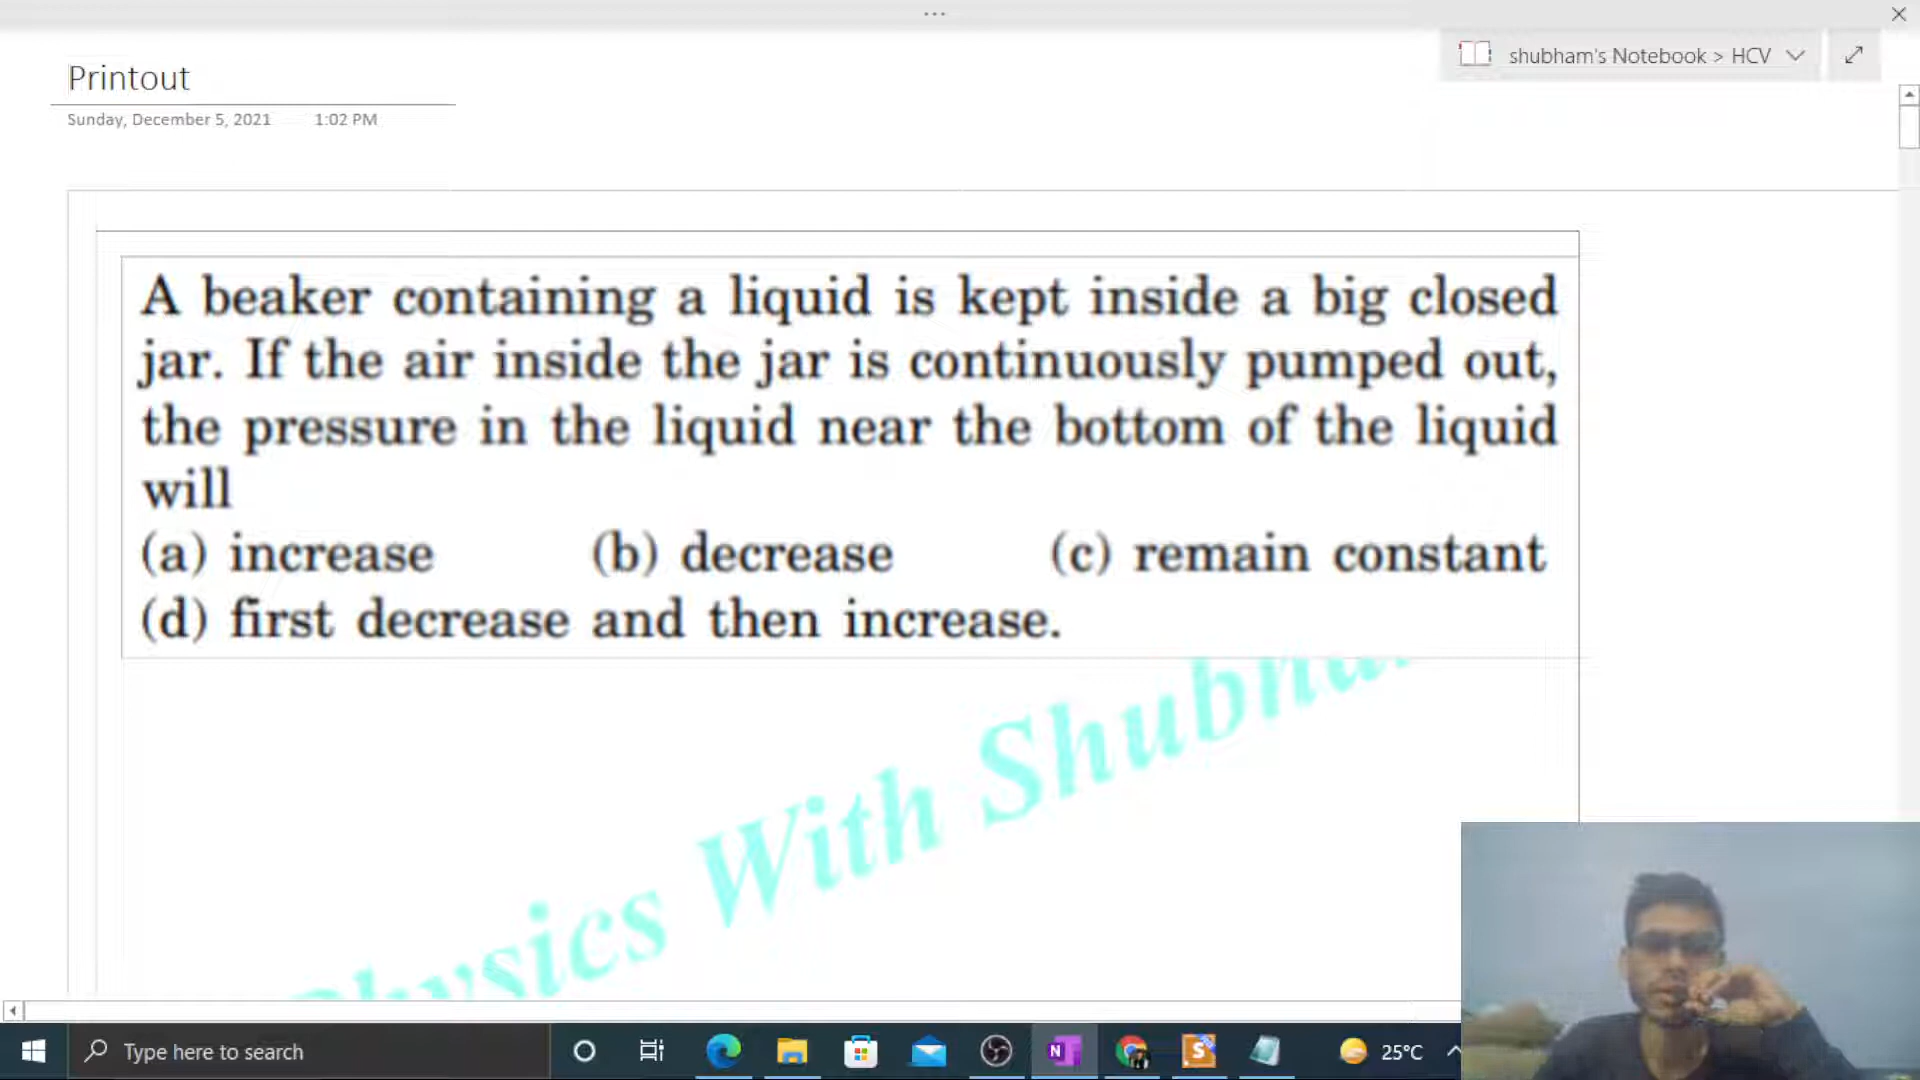 ...
shubham's Notebook > HCV
Printout
Sunday, December 5, 2021 1:02 PM
A beaker containing a liquid is kept inside a big closed
jar. If the air inside the jar is continuously pumped out,
the pressure in the liquid near the bottom of the liquid
will
(a) increase (b) decrease (c) remain constant
(d) first decrease and then increase.
Physics With Shubham
Type here to search
N
S
25°C